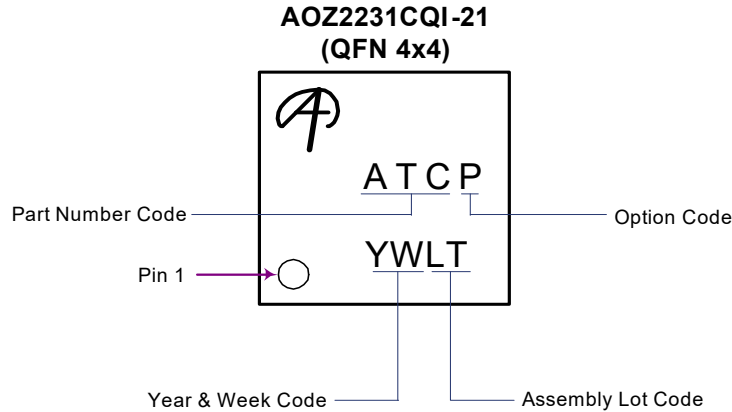 AOZ2231CQI-21
(QFN 4x4)
ATCP
Part Number Code
Option Code
YWLT
Pin 1
Year & Week Code
Assembly Lot Code